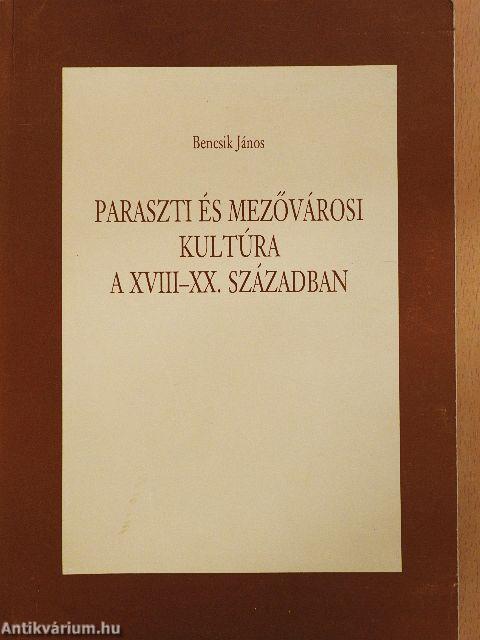 Bencsik János
PARASZTI ÉS MEZŐVÁROSI
KULTÚRA
A XVIII–XX. SZÁZADBAN
Antikvárium.hu